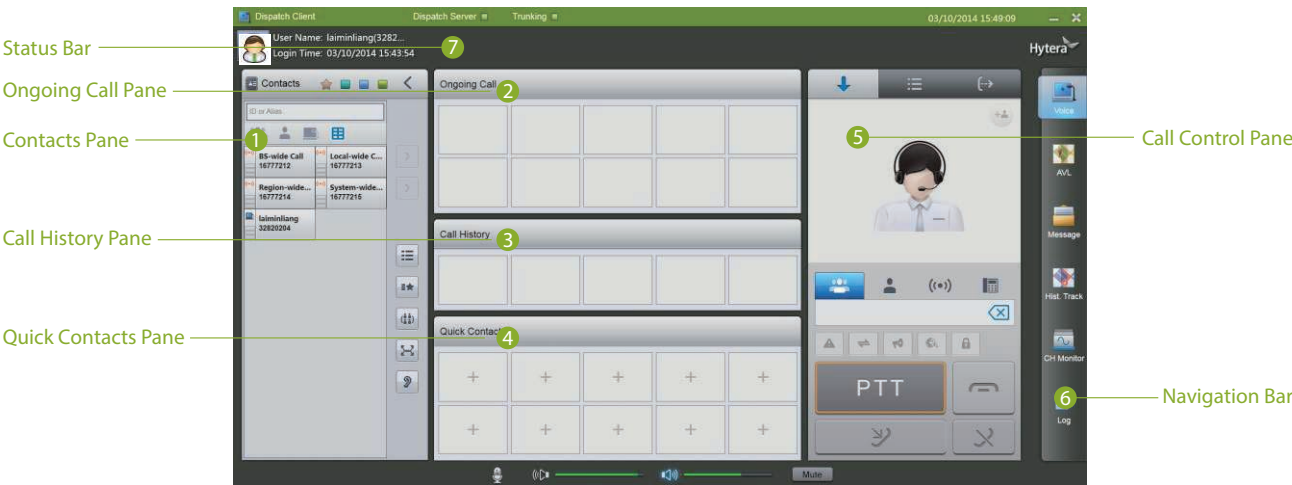 Dispatch Client
Dispatch Server
Trunking
03/10/2014 15:49:09
User Name: laiminliang(3282...
Login Time: 03/10/2014 15:43:54
7
Hytera
Status Bar
Ongoing Call Pane
Contacts Pane
Call History Pane
Quick Contacts Pane
Contacts
ID or Alias
1
BS-wide Call
16777212
Local-wide C...
16777213
Region-wide...
16777214
System-wide...
16777215
laiminliang
32820204
Ongoing Call
2
Call History
3
Quick Contact
4
+ + + + +
+ + + + +
5
PTT
Mute
Voice
AVL
Message
Hist. Track
CH Monitor
6
Log
Call Control Pane
Navigation Bar